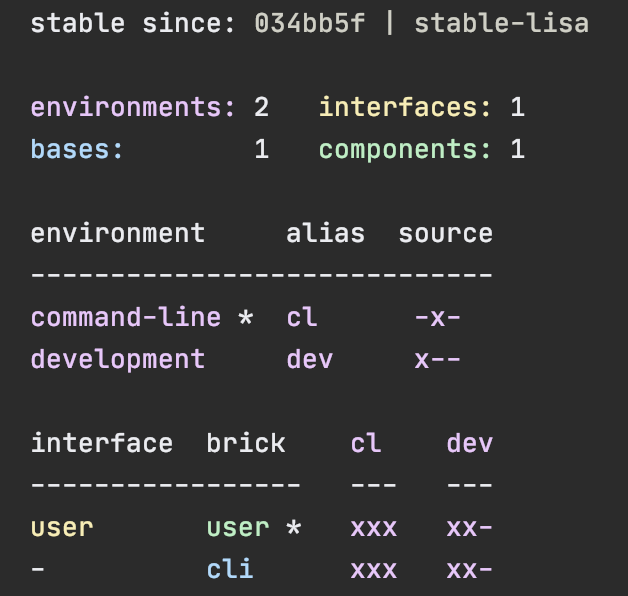 stable since: 034bb5f | stable-lisa
environments: 2   interfaces: 1
bases:        1   components: 1
environment     alias  source
-----------------------------
command-line *  cl      -x-
development     dev     x--
interface  brick    cl   dev
-----------------   ---  ---
user       user *   xxx  xx-
-          cli      xxx  xx-